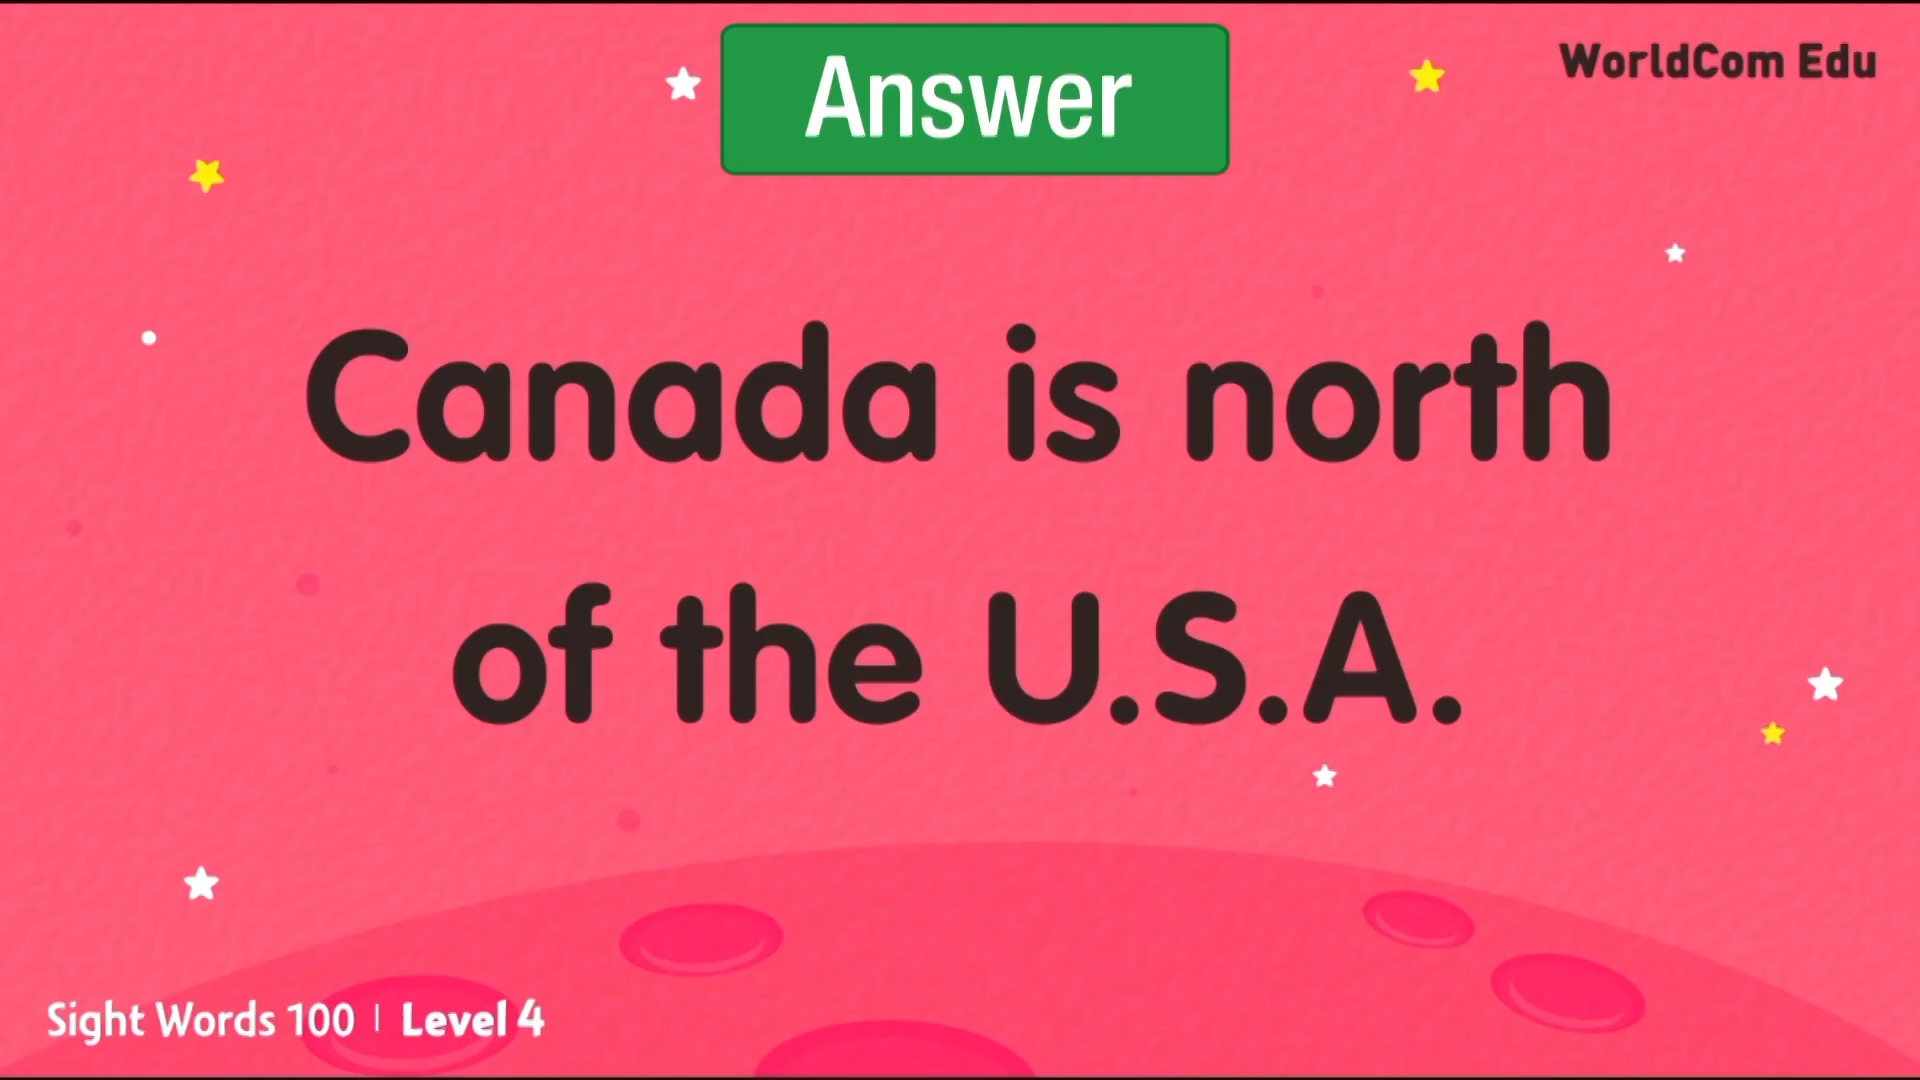 Answer
WorldCom Edu
Canada is north
of the U.S.A.
Sight Words 100 | Level 4